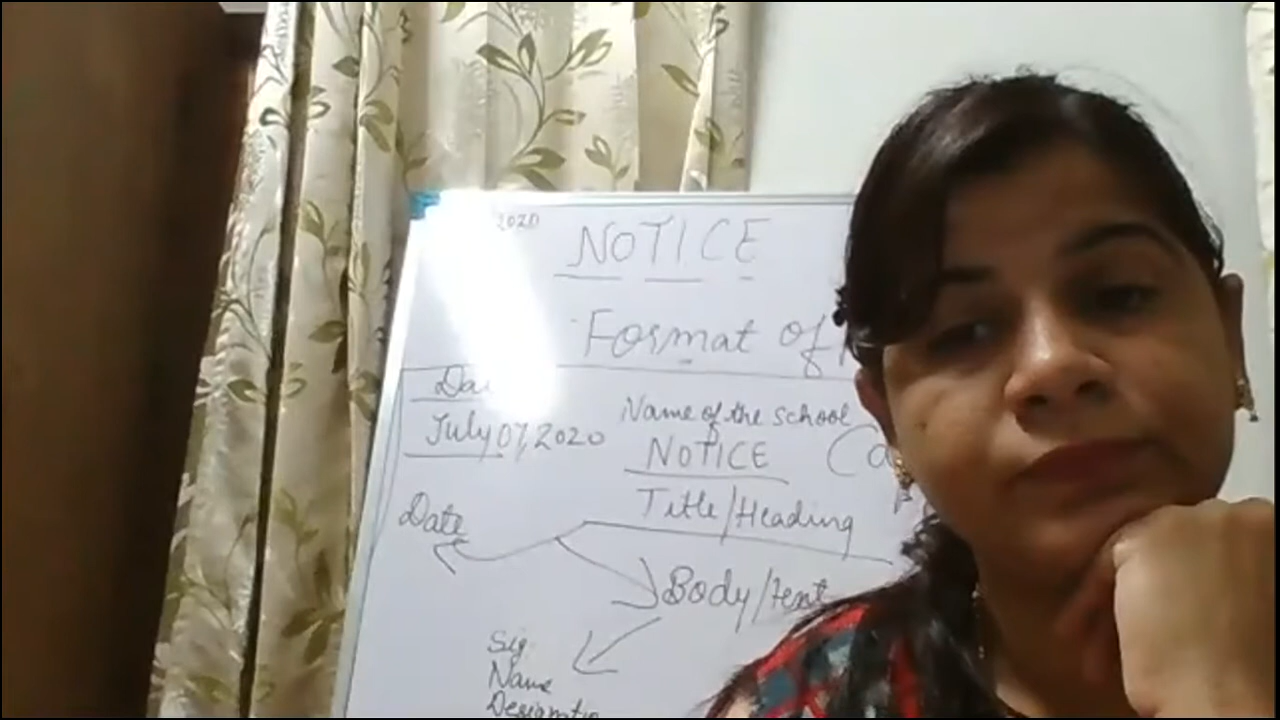 2020
NOTICE
Format of
Name of the school
July 07, 2020
NOTICE
Title/Heading
Date
Body/text
Sig
Name